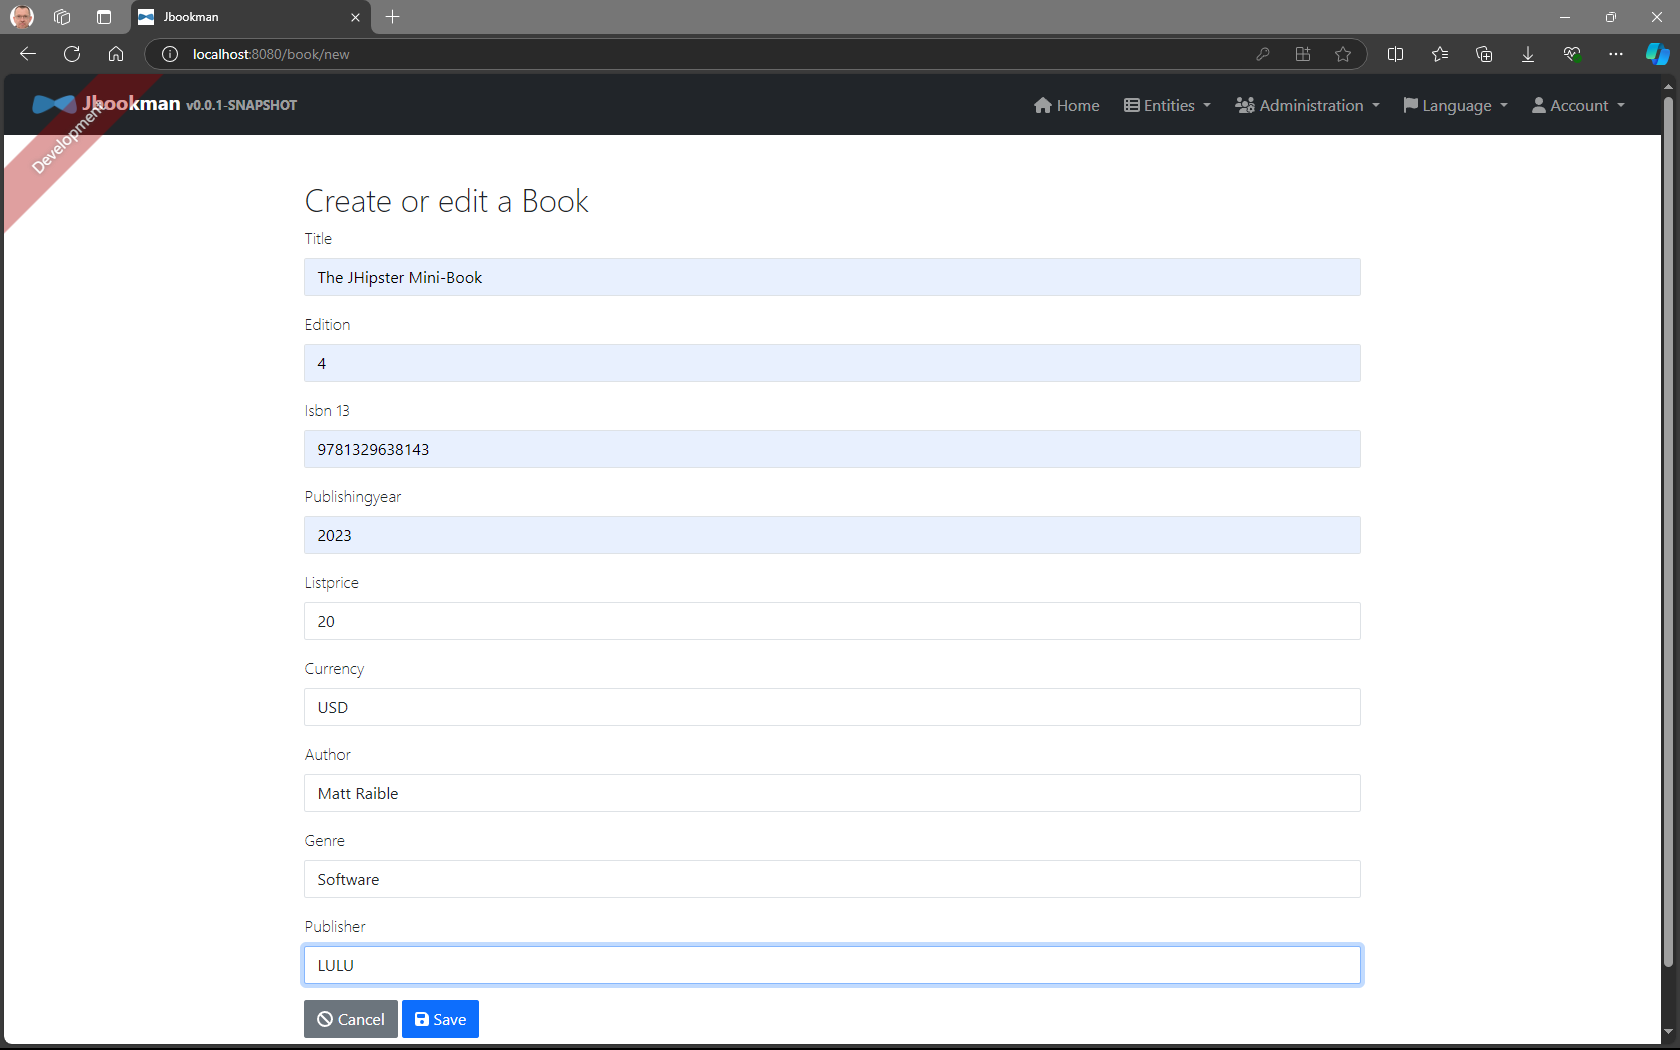 Jbookman
localhost:8080/book/new
Jbookman v0.0.1-SNAPSHOT
Home
Entities
Administration
Language
Account
Development
Create or edit a Book
Title
The JHipster Mini-Book
Edition
4
Isbn 13
9781329638143
Publishingyear
2023
Listprice
20
Currency
USD
Author
Matt Raible
Genre
Software
Publisher
LULU
Cancel
Save